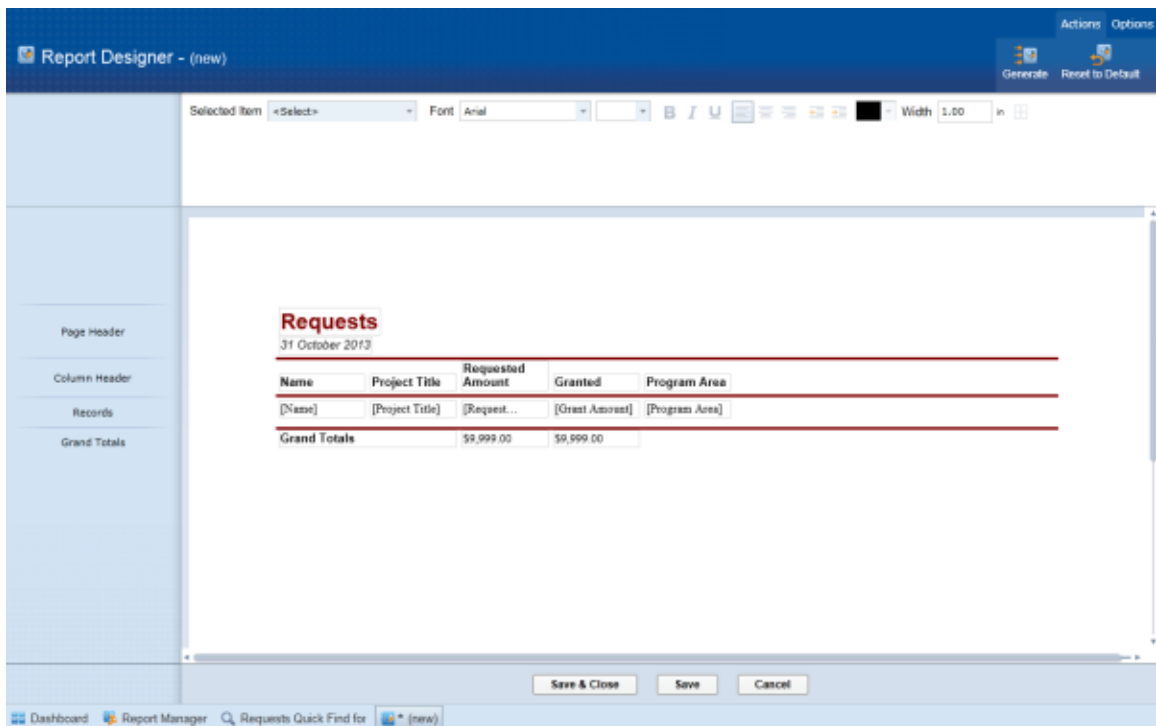 Actions Options
Report Designer - (new)
Generate Reset to Default
Selected Item <Select> Font Arial B I U Width 1.00 in
Requests
Page Header
31 October 2013
Column Header
Name Project Title Requested Amount Granted Program Area
Records
[Name] [Project Title] [Request... [Grant Amount] [Program Area]
Grand Totals
Grand Totals $9,999.00 $9,999.00
Save & Close Save Cancel
Dashboard Report Manager Requests Quick Find for * (new)